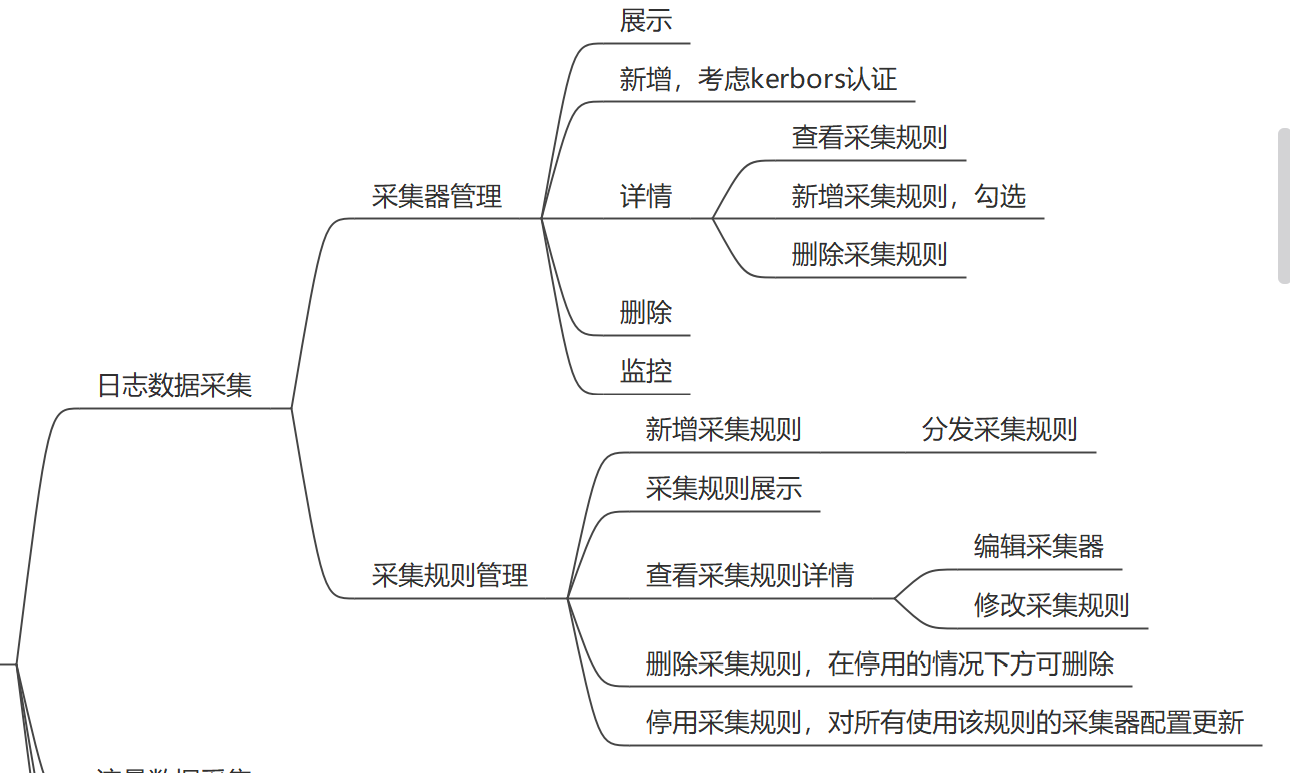 展示
新增，考虑kerbors认证
查看采集规则
采集器管理
详情
新增采集规则，勾选
删除采集规则
删除
监控
日志数据采集
新增采集规则
分发采集规则
采集规则展示
编辑采集器
采集规则管理
查看采集规则详情
修改采集规则
删除采集规则，在停用的情况下方可删除
停用采集规则，对所有使用该规则的采集器配置更新